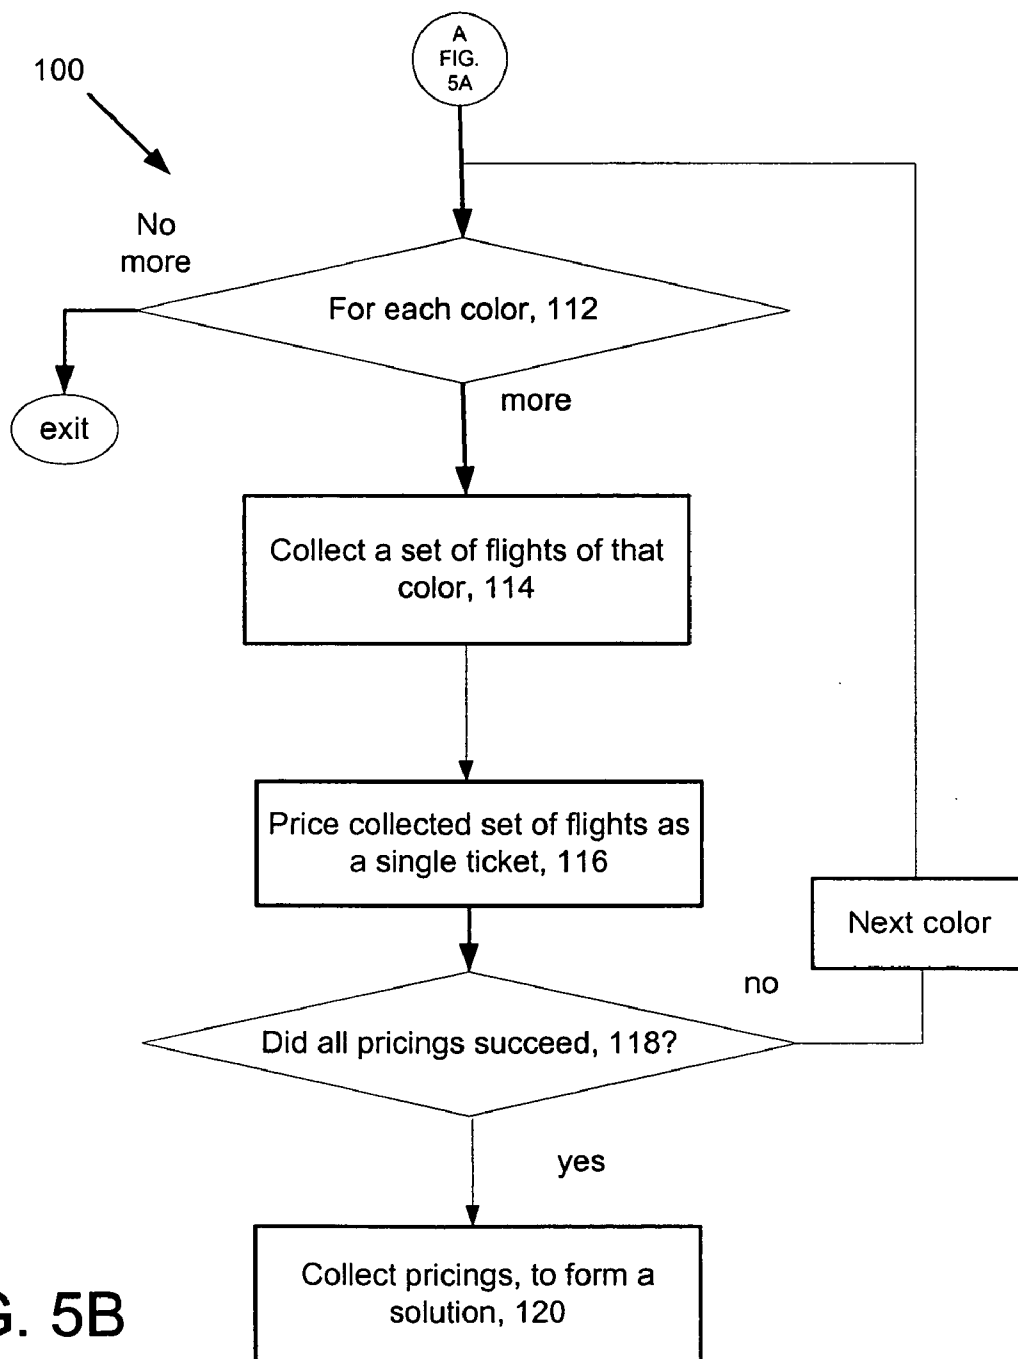 A
FIG.
5A
100
No
more
For each color, 112
more
exit
Collect a set of flights of that
color, 114
Price collected set of flights as
a single ticket, 116
Next color
no
Did all pricings succeed, 118?
yes
Collect pricings, to form a
solution, 120
G. 5B